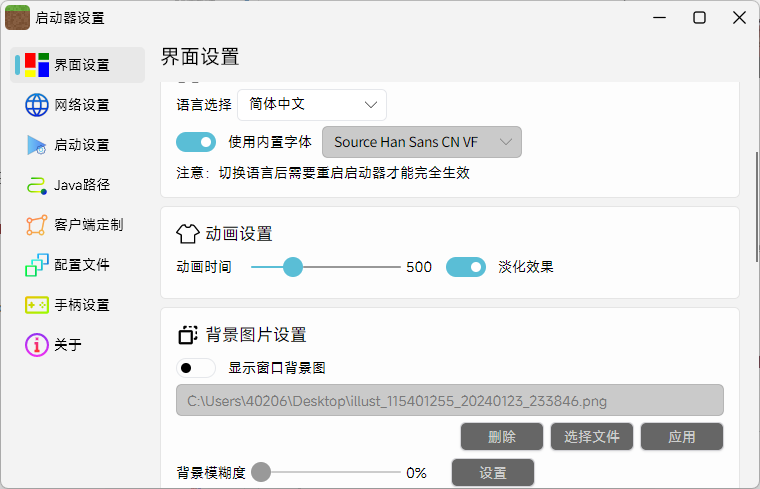 启动器设置
界面设置
网络设置
启动设置
Java路径
客户端定制
配置文件
手柄设置
关于
界面设置
语言选择 简体中文
使用内置字体 Source Han Sans CN VF
注意：切换语言后需要重启启动器才能完全生效
动画设置
动画时间 500 淡化效果
背景图片设置
显示窗口背景图
C:\Users\40206\Desktop\illust_115401255_20240123_233846.png
删除 选择文件 应用
背景模糊度 0% 设置